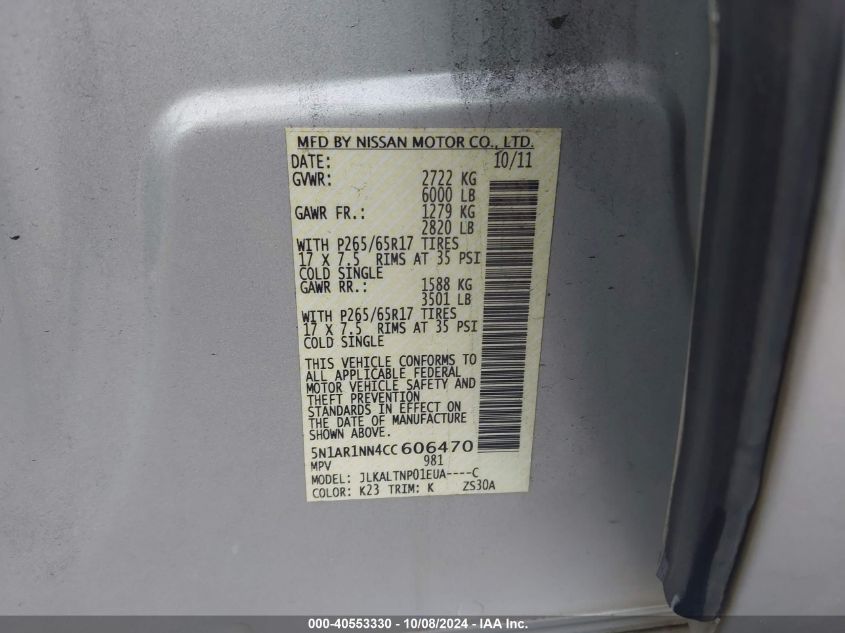 MFD BY NISSAN MOTOR CO., LTD.
DATE: 10/11
GVWR: 2722 KG
6000 LB
GAWR FR.: 1279 KG
2820 LB
WITH P265/65R17 TIRES
17 X 7.5 RIMS AT 35 PSI
COLD SINGLE
GAWR RR.: 1588 KG
3501 LB
WITH P265/65R17 TIRES
17 X 7.5 RIMS AT 35 PSI
COLD SINGLE
THIS VEHICLE CONFORMS TO
ALL APPLICABLE FEDERAL
MOTOR VEHICLE SAFETY AND
THEFT PREVENTION
STANDARDS IN EFFECT ON
THE DATE OF MANUFACTURE
SHOWN ABOVE.
5N1AR1NN4CC606470
MPV 981
MODEL: JLKALTNP01EUA----C
COLOR: K23 TRIM: K ZS30A
000-40553330 - 10/08/2024 - IAA Inc.